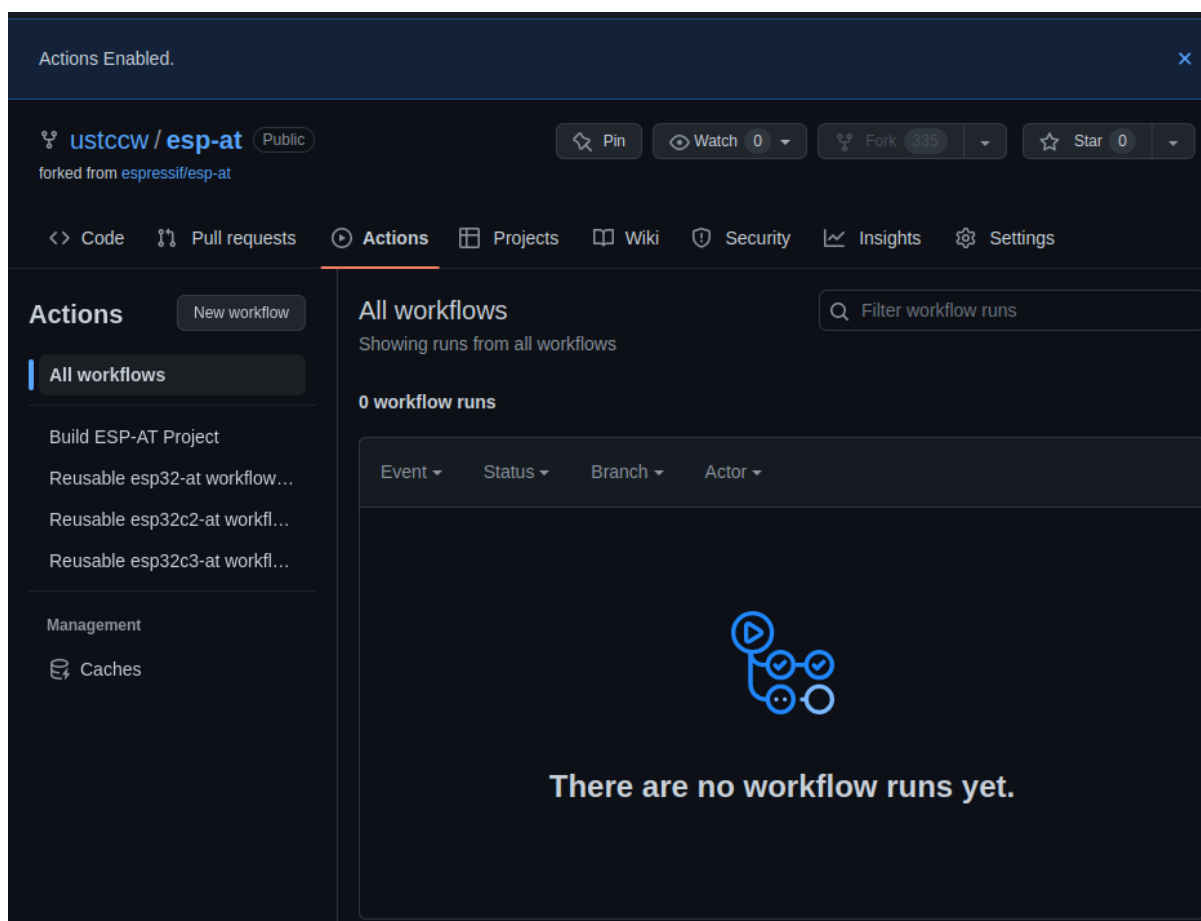 Actions Enabled.
ustccw / esp-at Public
Pin
Watch 0
Fork 335
Star 0
forked from espressif/esp-at
Code
Pull requests
Actions
Projects
Wiki
Security
Insights
Settings
Actions
New workflow
All workflows
Build ESP-AT Project
Reusable esp32-at workflow…
Reusable esp32c2-at workfl…
Reusable esp32c3-at workfl…
Management
Caches
All workflows
Showing runs from all workflows
Filter workflow runs
0 workflow runs
Event
Status
Branch
Actor
There are no workflow runs yet.